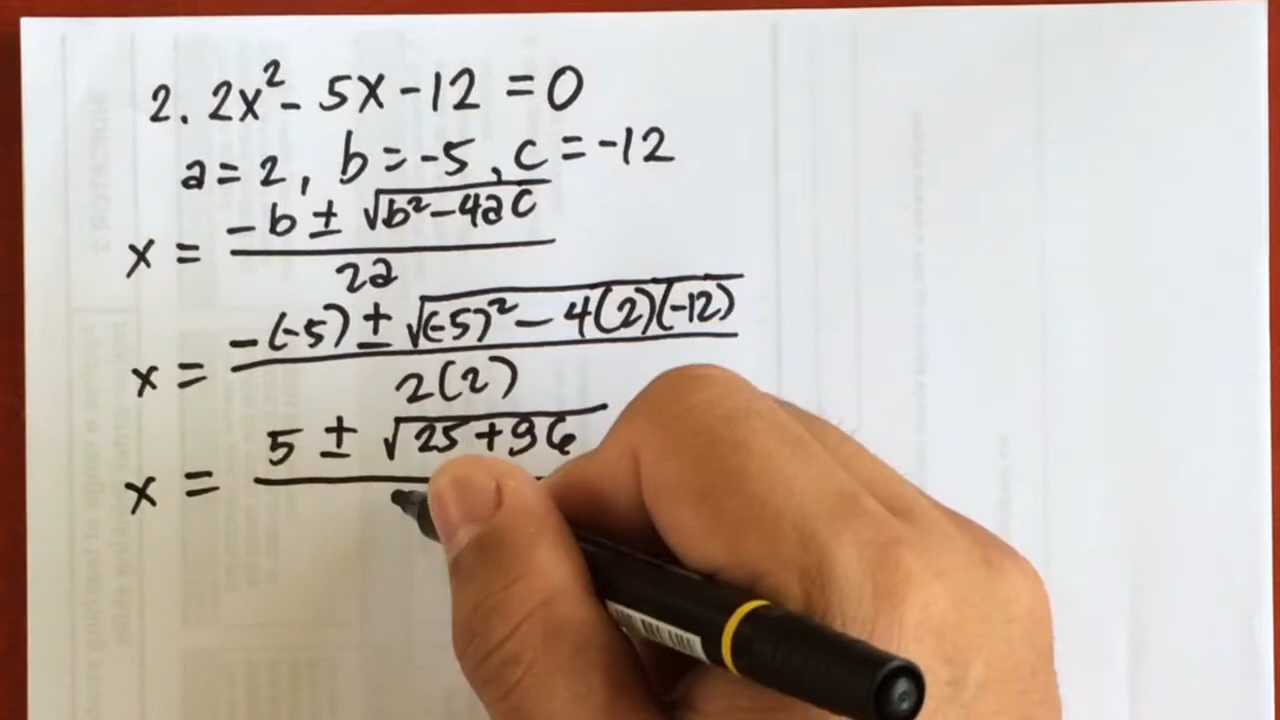 2. 2x² - 5x - 12 = 0
a = 2, b = -5, c = -12
x = (-b ± √(b² - 4ac)) / 2a
x = (-(-5) ± √((-5)² - 4(2)(-12))) / 2(2)
x = 5 ± √(25 + 96)